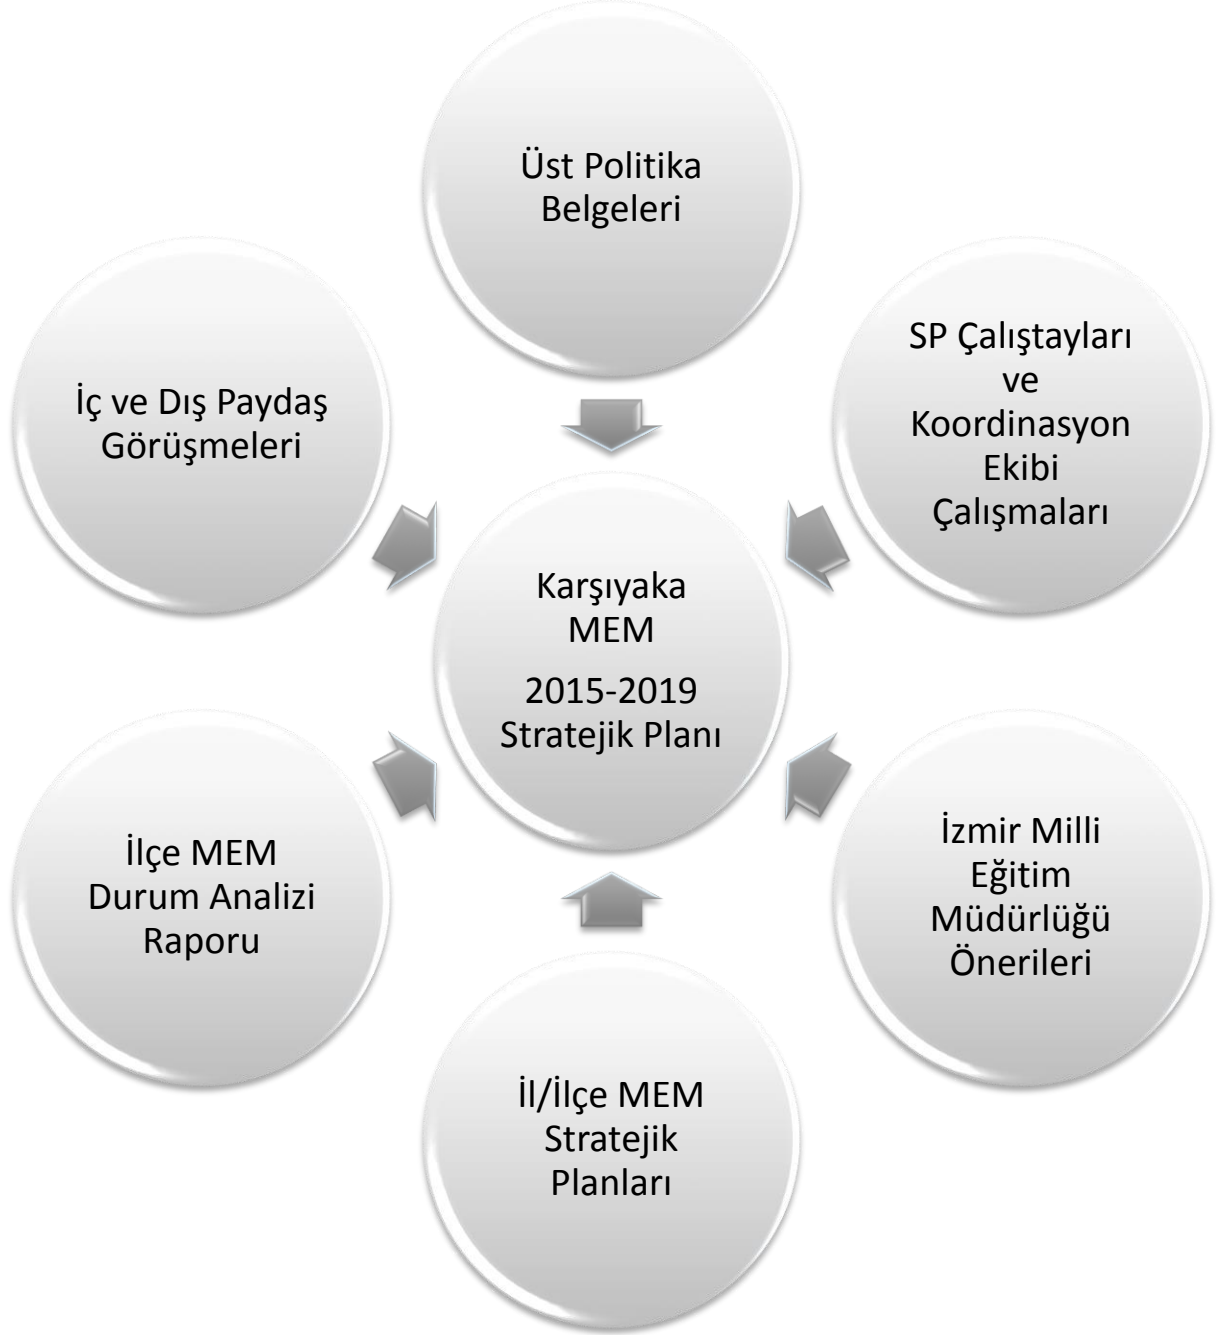 Üst Politika
Belgeleri
SP Çalıştayları
ve
Koordinasyon
Ekibi
Çalışmaları
İzmir Milli
Eğitim
Müdürlüğü
Önerileri
İl/İlçe MEM
Stratejik
Planları
İlçe MEM
Durum Analizi
Raporu
İç ve Dış Paydaş
Görüşmeleri
Karşıyaka
MEM
2015-2019
Stratejik Planı